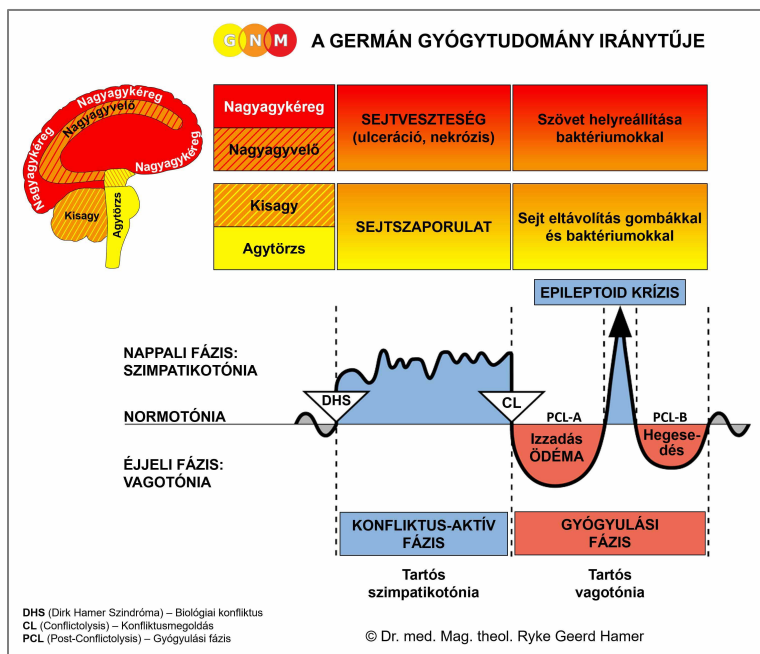 G N M
A GERMÁN GYÓGYTUDOMÁNY IRÁNYTŰJE
Nagyagykéreg
Nagyagyvelő
Nagyagykéreg
Nagyagykéreg
Kisagy
Agytörzs
Nagyagykéreg
Nagyagyvelő
SEJTVESZTESÉG
(ulceráció, nekrózis)
Szövet helyreállítása
baktériumokkal
Kisagy
Agytörzs
SEJTSZAPORULAT
Sejt eltávolítás gombákkal
és baktériumokkal
EPILEPTOID KRÍZIS
NAPPALI FÁZIS:
SZIMPATIKOTÓNIA
DHS
CL
NORMOTÓNIA
PCL-A
PCL-B
Izzadás
ÖDÉMA
Hegese-
dés
ÉJJELI FÁZIS:
VAGOTÓNIA
KONFLIKTUS-AKTÍV
FÁZIS
GYÓGYULÁSI
FÁZIS
Tartós
szimpatikotónia
Tartós
vagotónia
DHS (Dirk Hamer Szindróma) – Biológiai konfliktus
CL (Conflictolysis) – Konfliktusmegoldás
PCL (Post-Conflictolysis) – Gyógyulási fázis
© Dr. med. Mag. theol. Ryke Geerd Hamer